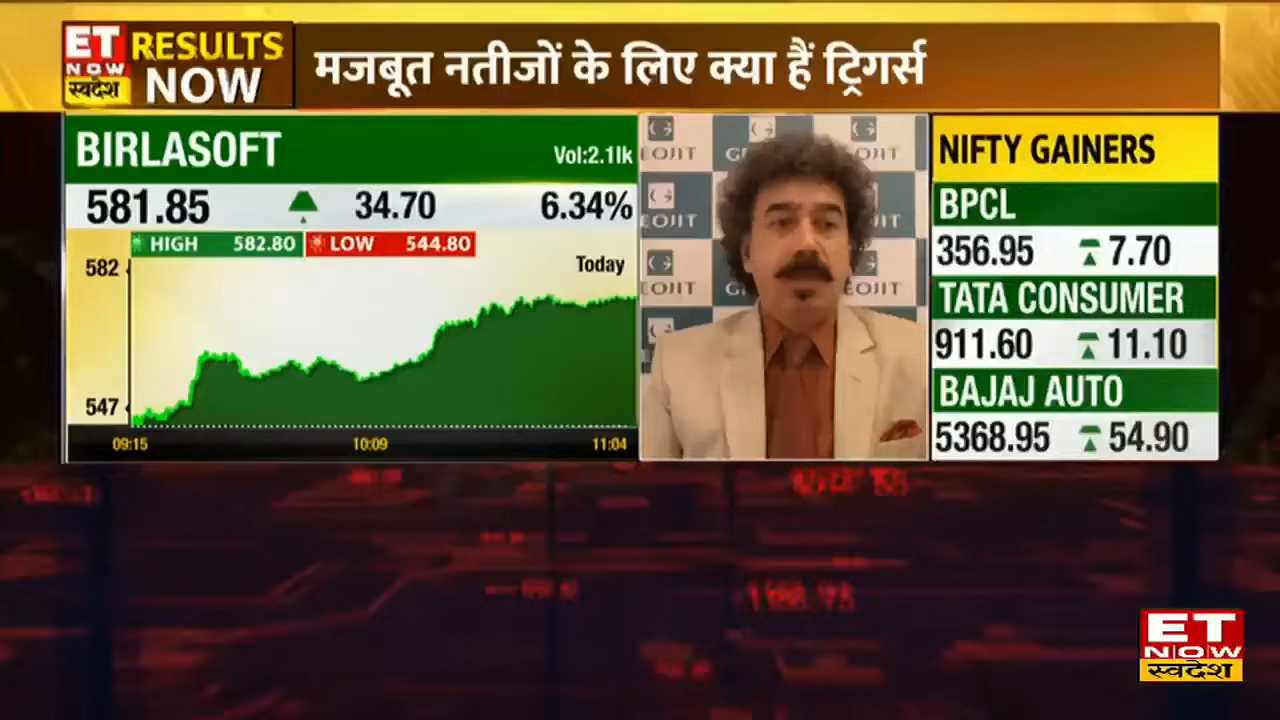 ET
NOW
स्वदेश
RESULTS
NOW
मजबूत नतीजों के लिए क्या हैं ट्रिगर्स
BIRLASOFT
Vol:2.1lk
581.85 34.70 6.34%
HIGH 582.80 LOW 544.80
582
Today
547
09:15 10:09 11:04
GEOJIT
NIFTY GAINERS
BPCL
356.95 7.70
TATA CONSUMER
911.60 11.10
BAJAJ AUTO
5368.95 54.90
ET
NOW
स्वदेश